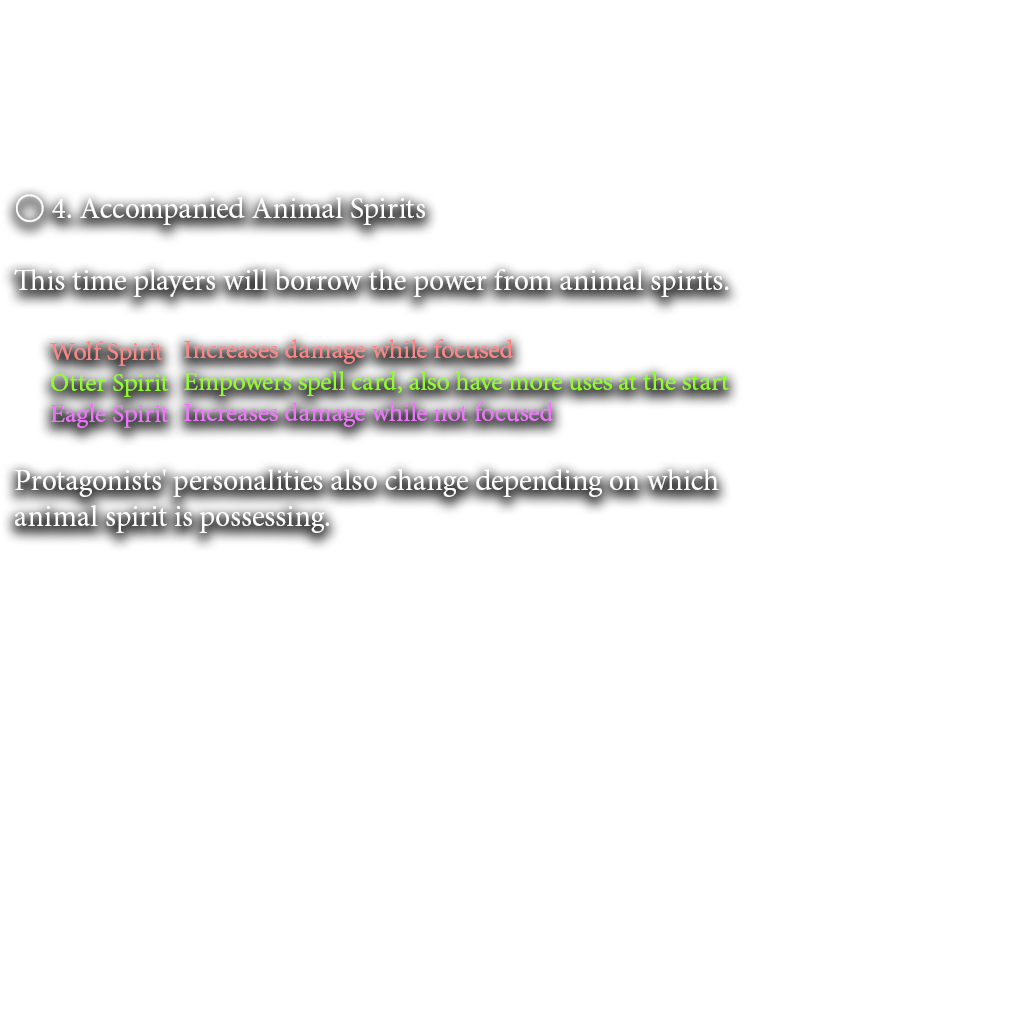 ◯ 4. Accompanied Animal Spirits
This time players will borrow the power from animal spirits.
Wolf Spirit Increases damage while focused
Otter Spirit Empowers spell card, also have more uses at the start
Eagle Spirit Increases damage while not focused
Protagonists' personalities also change depending on which
animal spirit is possessing.